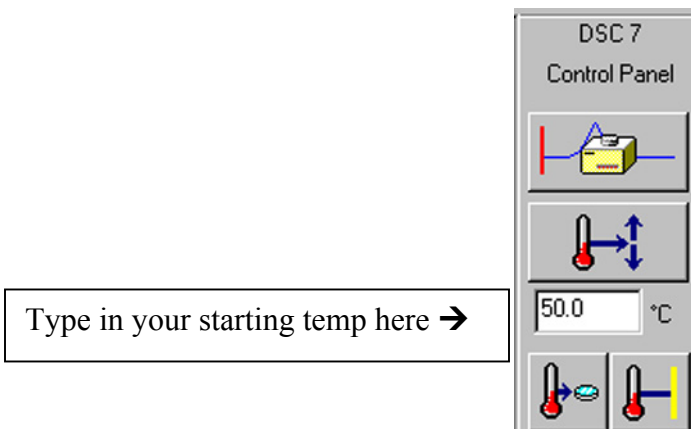 DSC 7
Control Panel
Type in your starting temp here ➔
50.0 °C